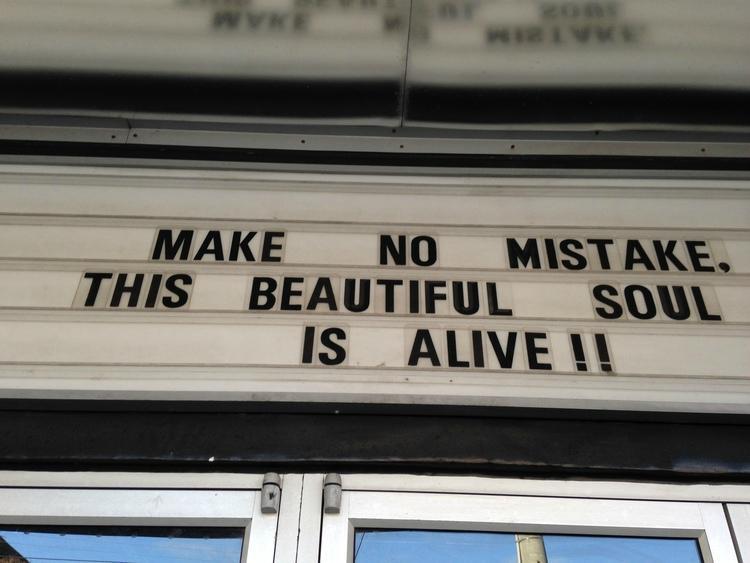 MAKE NO MISTAKE,
THIS BEAUTIFUL SOUL
IS ALIVE!!